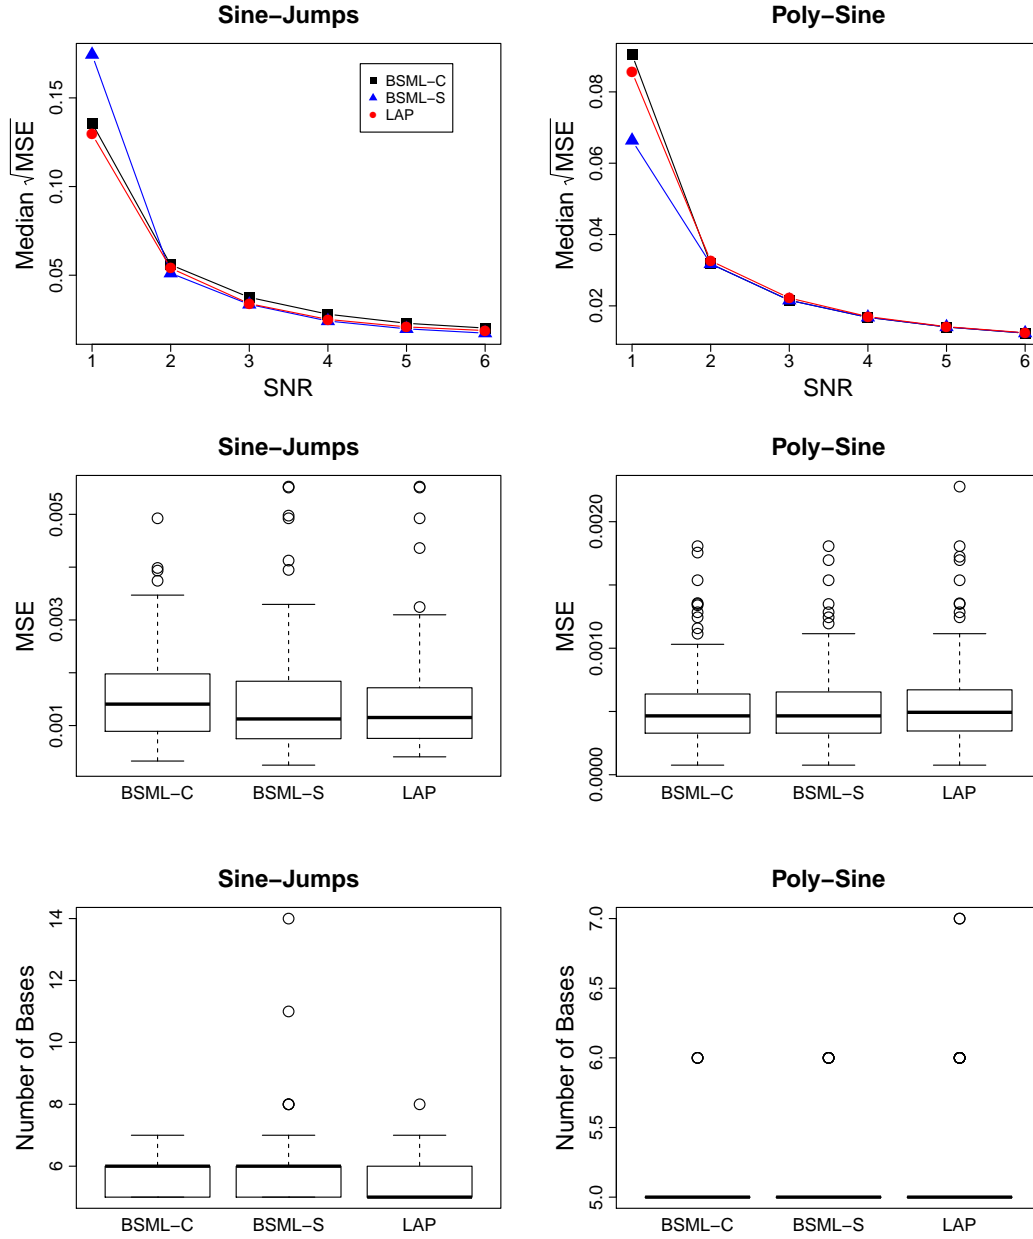 Sine−Jumps
Poly−Sine
Median √MSE
0.05 0.10 0.15
BSML−C
BSML−S
LAP
1 2 3 4 5 6
SNR
Median √MSE
0.02 0.04 0.06 0.08
1 2 3 4 5 6
SNR
Sine−Jumps
Poly−Sine
MSE
0.001 0.003 0.005
BSML−C BSML−S LAP
MSE
0.0000 0.0010 0.0020
BSML−C BSML−S LAP
Sine−Jumps
Poly−Sine
Number of Bases
6 8 10 12 14
BSML−C BSML−S LAP
Number of Bases
5.0 5.5 6.0 6.5 7.0
BSML−C BSML−S LAP